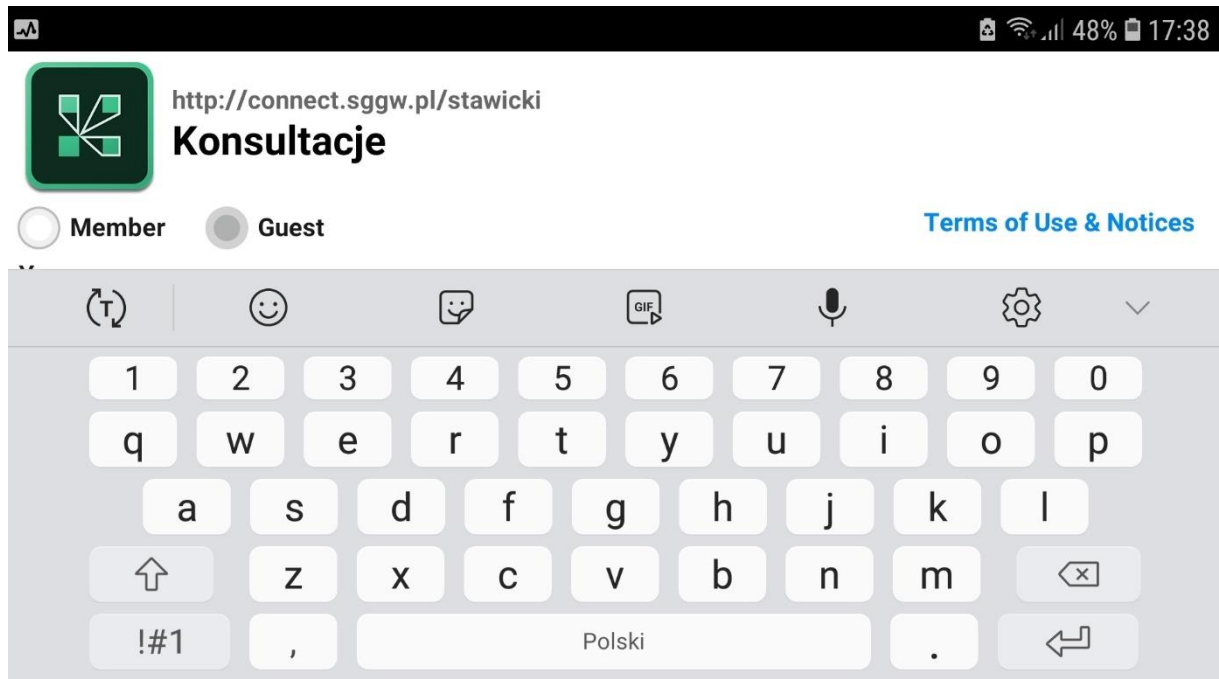 48% 17:38
http://connect.sggw.pl/stawicki
Konsultacje
Member Guest Terms of Use & Notices
T GIF
1 2 3 4 5 6 7 8 9 0
q w e r t y u i o p
a s d f g h j k l
z x c v b n m
!#1 , Polski .